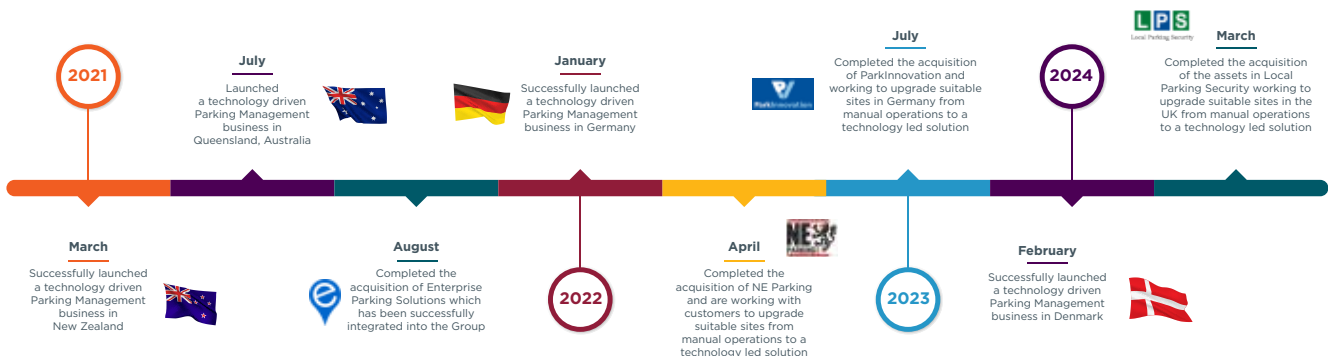 2021
March
Successfully launched
a technology driven
Parking Management
business in
New Zealand
July
Launched
a technology driven
Parking Management
business in
Queensland, Australia
August
Completed the
acquisition of Enterprise
Parking Solutions which
has been successfully
integrated into the Group
e
January
Successfully launched
a technology driven
Parking Management
business in Germany
2022
April
NE
PARKING
Completed the
acquisition of NE Parking
and are working with
customers to upgrade
suitable sites from
manual operations to a
technology led solution
July
ParkInnovation
Completed the acquisition
of ParkInnovation and
working to upgrade suitable
sites in Germany from
manual operations to a
technology led solution
2023
2024
February
Successfully launched
a technology driven
Parking Management
business in Denmark
LPS
Local Parking Security
March
Completed the acquisition
of the assets in Local
Parking Security working to
upgrade suitable sites in the
UK from manual operations
to a technology led solution